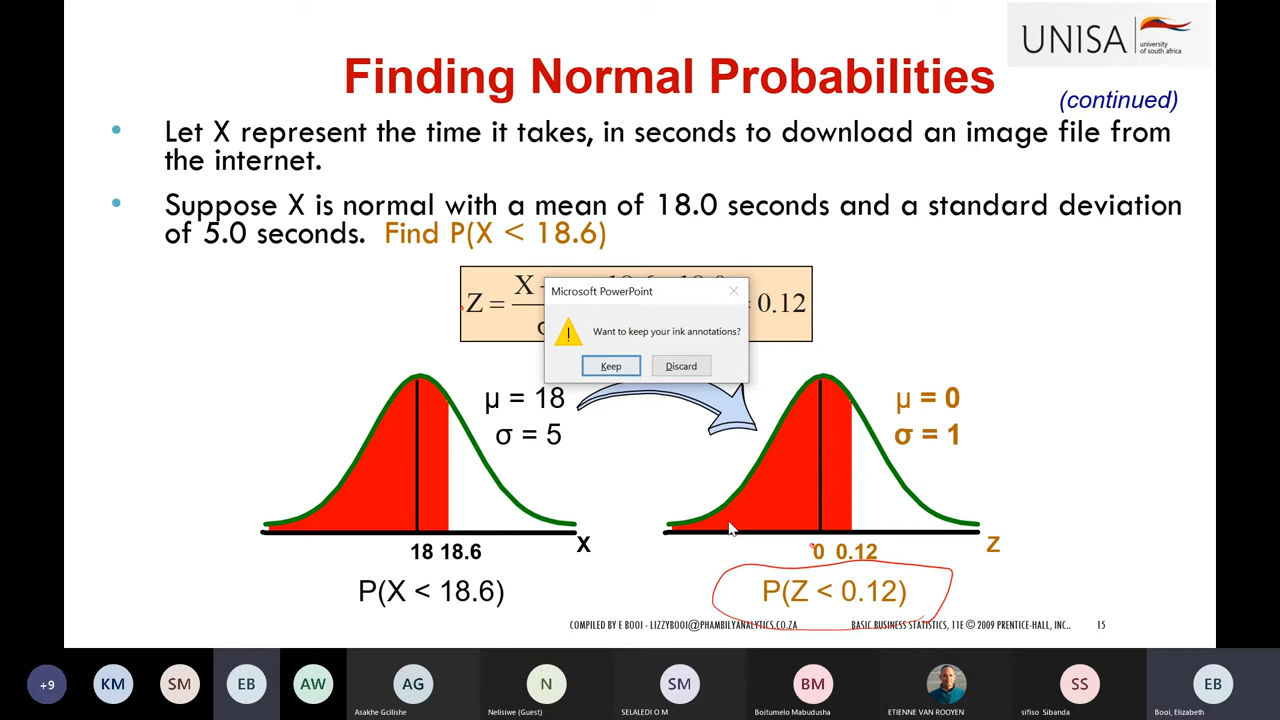 UNISA
university
of south africa
Finding Normal Probabilities
(continued)
• Let X represent the time it takes, in seconds to download an image file from
the internet.
• Suppose X is normal with a mean of 18.0 seconds and a standard deviation
of 5.0 seconds. Find P(X < 18.6)
Z = X
= 0.12
Microsoft PowerPoint
Want to keep your ink annotations?
Keep Discard
μ = 18
σ = 5
μ = 0
σ = 1
18 18.6 X
0 0.12 Z
P(X < 18.6)
P(Z < 0.12)
COMPILED BY E BOOI - LIZZYBOOI@PHAMBILYANALYTICS.CO.ZA BASIC BUSINESS STATISTICS, 11E © 2009 PRENTICE-HALL, INC.. 15
+9 KM SM EB AW AG N SM BM SS EB
Asakhe Gcilishe Nelisiwe (Guest) SELALEDI O M Boitumelo Mabudusha ETIENNE VAN ROOYEN sifiso Sibanda Booi, Elizabeth